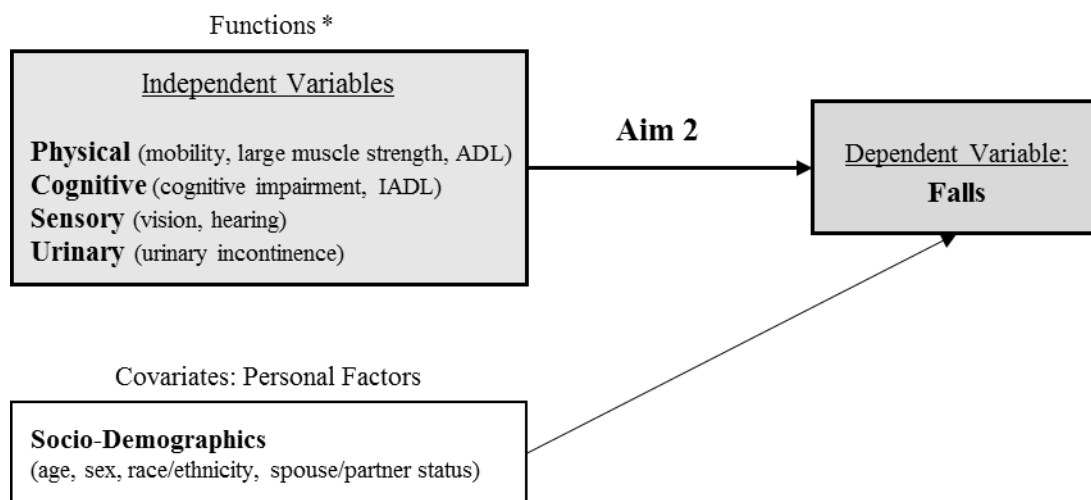 Functions *
Independent Variables
Physical (mobility, large muscle strength, ADL)
Cognitive (cognitive impairment, IADL)
Sensory (vision, hearing)
Urinary (urinary incontinence)
Aim 2
Dependent Variable:
Falls
Covariates: Personal Factors
Socio-Demographics
(age, sex, race/ethnicity, spouse/partner status)